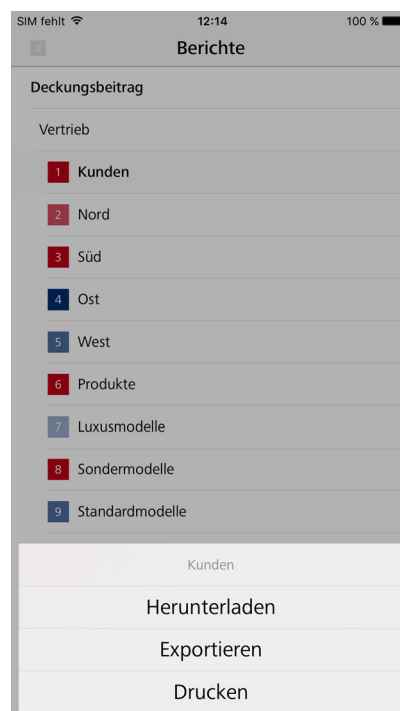 SIM fehlt 12:14 100 %
x Berichte
Deckungsbeitrag
Vertrieb
1 Kunden
2 Nord
3 Süd
4 Ost
5 West
6 Produkte
7 Luxusmodelle
8 Sondermodelle
9 Standardmodelle
Kunden
Herunterladen
Exportieren
Drucken